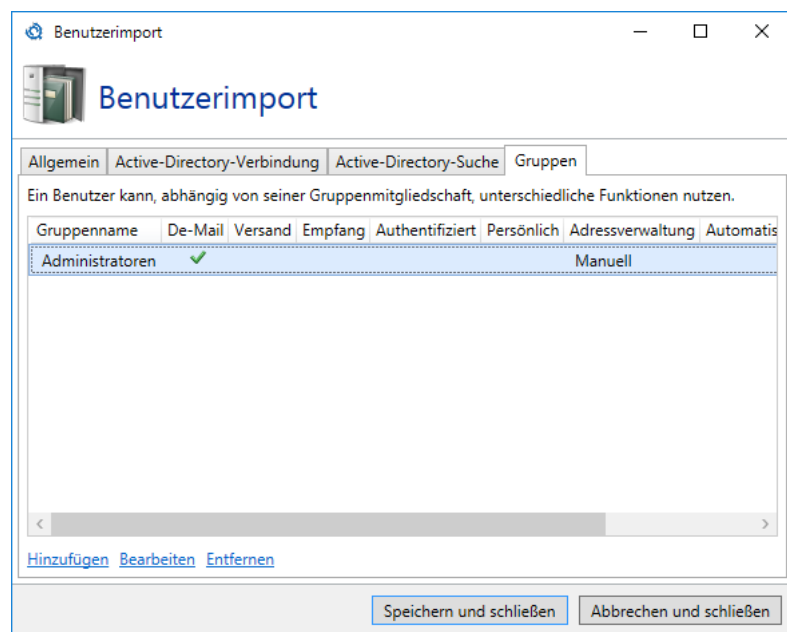 Benutzerimport
Benutzerimport
Allgemein Active-Directory-Verbindung Active-Directory-Suche Gruppen
Ein Benutzer kann, abhängig von seiner Gruppenmitgliedschaft, unterschiedliche Funktionen nutzen.
Gruppenname De-Mail Versand Empfang Authentifiziert Persönlich Adressverwaltung Automatis
Administratoren Manuell
Hinzufügen Bearbeiten Entfernen
Speichern und schließen Abbrechen und schließen